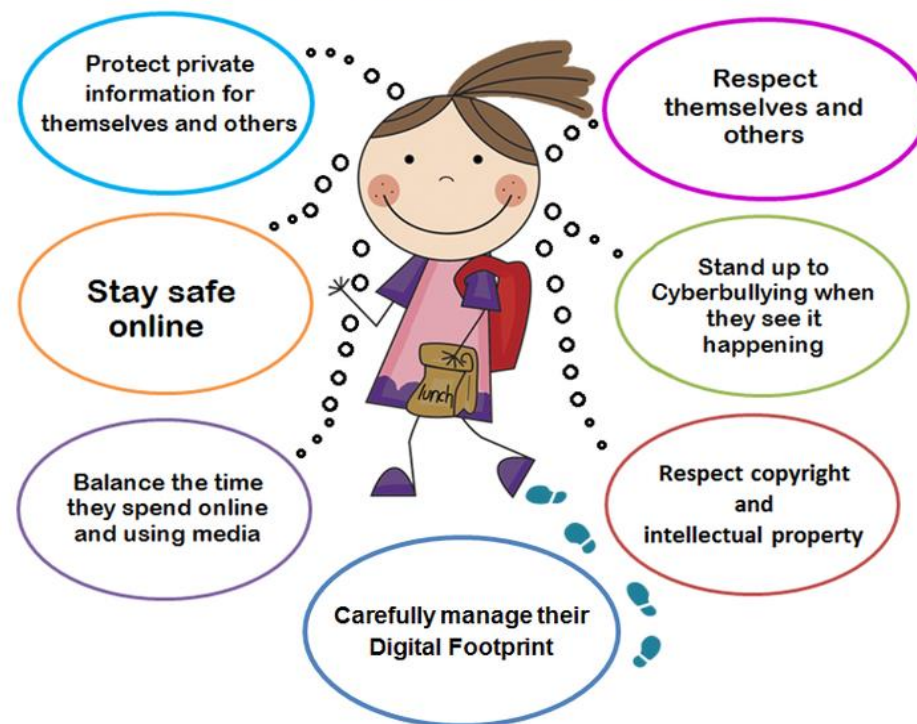 Protect private
information for
themselves and others
Respect
themselves and
others
Stay safe
online
Stand up to
Cyberbullying when
they see it
happening
lunch
Balance the time
they spend online
and using media
Respect copyright
and
intellectual property
Carefully manage their
Digital Footprint